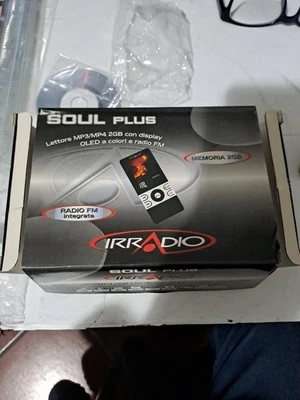 SOUL PLUS
Lettore MP3/MP4 2GB con display
OLED a colori e radio FM
MEMORIA 2GB
RADIO FM
integrata
IRRADIO
SOUL PLUS